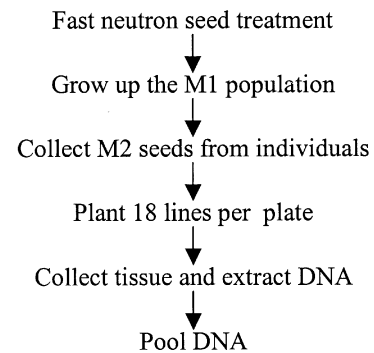 Fast neutron seed treatment
Grow up the M1 population
Collect M2 seeds from individuals
Plant 18 lines per plate
Collect tissue and extract DNA
Pool DNA